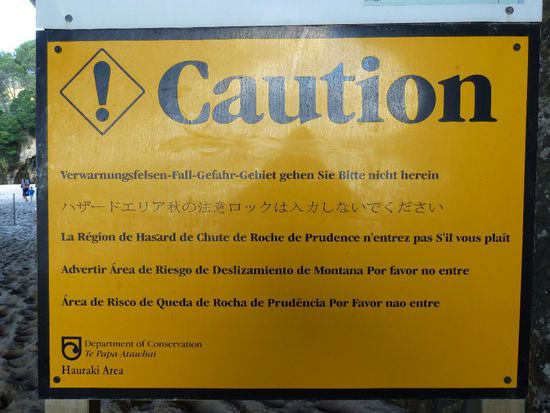 Caution
Verwarnungsfelsen-Fall-Gefahr-Gebiet gehen Sie Bitte nicht herein
ハザードエリア秋の注意ロックは入力しないでください
La Région de Hasard de Chute de Roche de Prudence n'entrez pas S'il vous plaît
Advertir Área de Riesgo de Deslizamiento de Montana Por favor no entre
Área de Risco de Queda de Rocha de Prudência Por Favor nao entre
Department of Conservation
Te Papa Atawhai
Hauraki Area